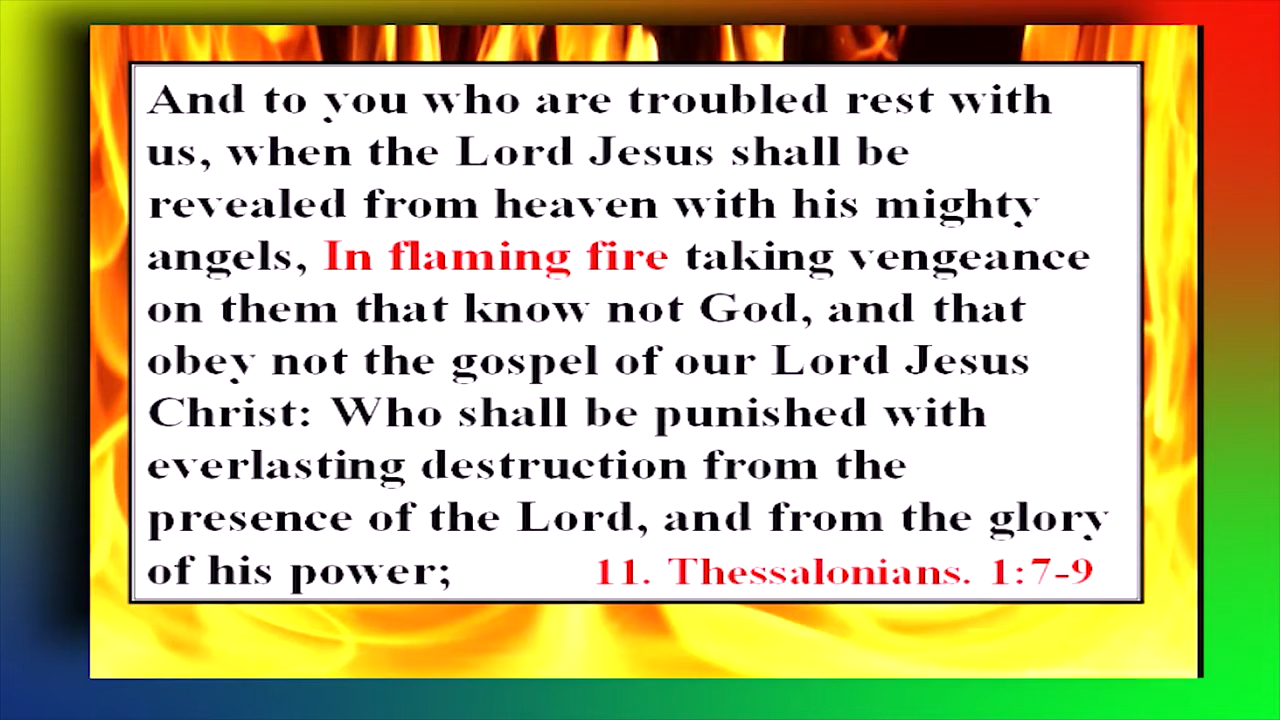 And to you who are troubled rest with
us, when the Lord Jesus shall be
revealed from heaven with his mighty
angels, In flaming fire taking vengeance
on them that know not God, and that
obey not the gospel of our Lord Jesus
Christ: Who shall be punished with
everlasting destruction from the
presence of the Lord, and from the glory
of his power; 11. Thessalonians. 1:7-9